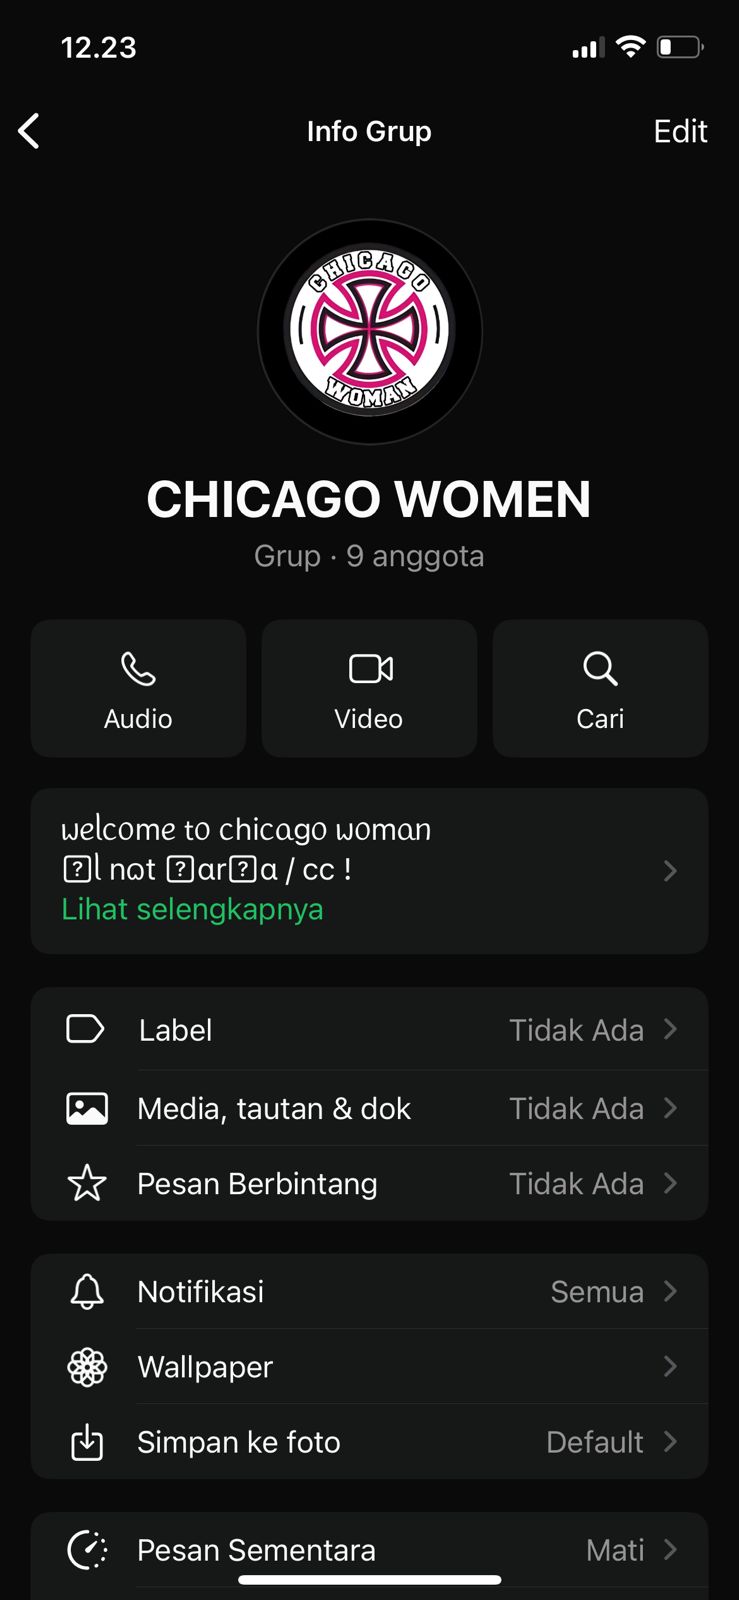 12.23
Info Grup
Edit
CHICAGO
WOMAN
CHICAGO WOMEN
Grup · 9 anggota
Audio
Video
Cari
welcome to chicago woman
l not / cc !
Lihat selengkapnya
Label
Tidak Ada
Media, tautan & dok
Tidak Ada
Pesan Berbintang
Tidak Ada
Notifikasi
Semua
Wallpaper
Simpan ke foto
Default
Pesan Sementara
Mati